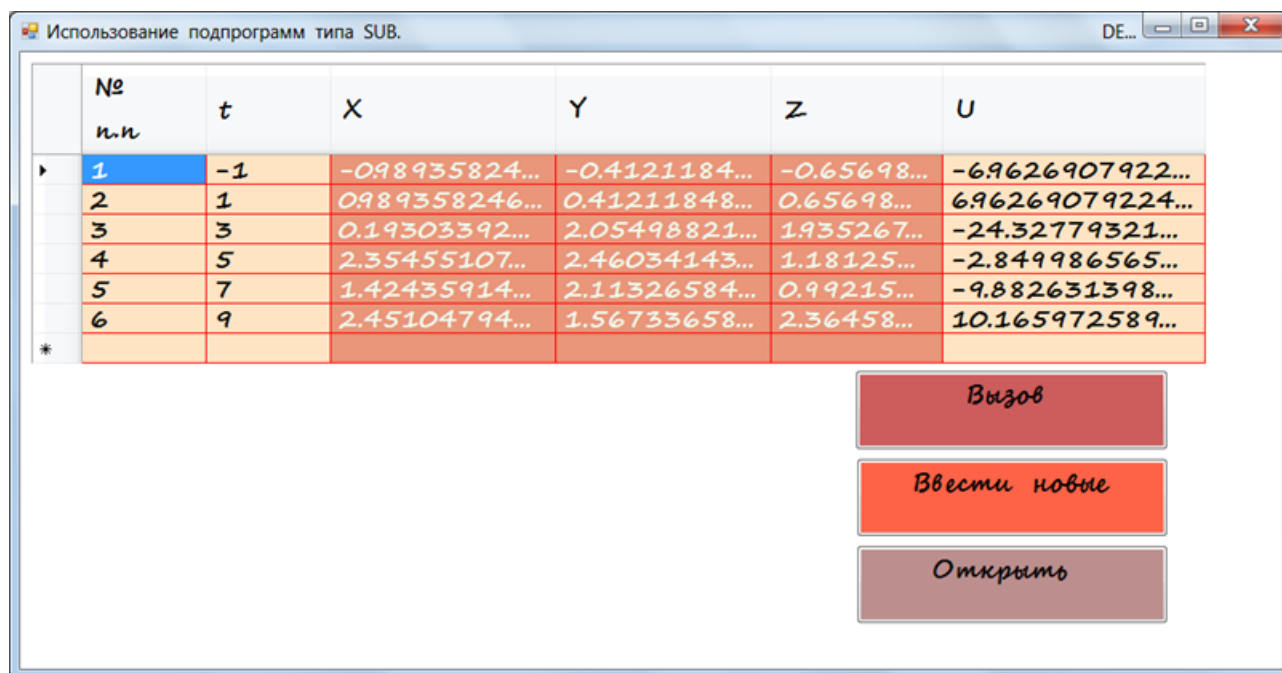 Использование подпрограмм типа SUB. DE...
№ п.п t X Y Z U
1 -1 -0.98935824... -0.4121184... -0.65698... -6.9626907922...
2 1 0.989358246... 0.41211848... 0.65698... 6.96269079224...
3 3 0.19303392... 2.05498821... 1.935267... -24.32779321...
4 5 2.35455107... 2.46034143... 1.18125... -2.849986565...
5 7 1.42435914... 2.11326584... 0.99215... -9.882631398...
6 9 2.45104794... 1.56733658... 2.36458... 10.165972589...
*
Вызов
Ввести новые
Открыть